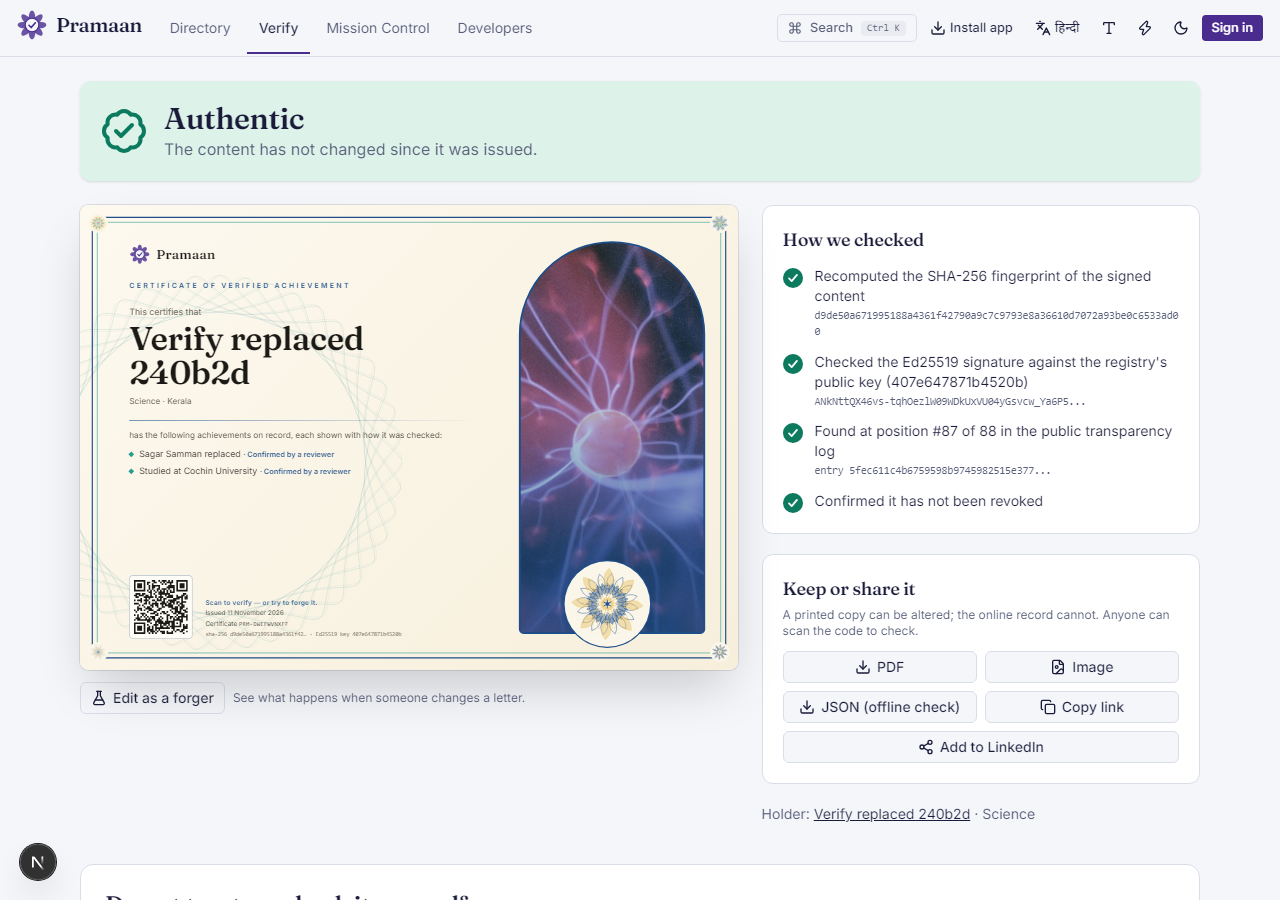 Pramaan
Directory
Verify
Mission Control
Developers
Search
Ctrl K
Install app
हिन्दी
Sign in
Authentic
The content has not changed since it was issued.
Pramaan
CERTIFICATE OF VERIFIED ACHIEVEMENT
This certifies that
Verify replaced
240b2d
Science · Kerala
has the following achievements on record, each shown with how it was checked:
Sagar Samman replaced · Confirmed by a reviewer
Studied at Cochin University · Confirmed by a reviewer
Scan to verify — or try to forge it.
Issued 11 November 2026
Certificate
Edit as a forger
See what happens when someone changes a letter.
How we checked
Recomputed the SHA-256 fingerprint of the signed
content
d9de50a671995188a4361f42790a9c7c9793e8a36610d7072a93be0c6533ad0
0
Checked the Ed25519 signature against the registry's
public key (407e647871b4520b)
ANkNttQX46vs-tqhOezlW09WDkUxVU04yGsvcw_Ya6P5...
Found at position #87 of 88 in the public transparency
log
entry 5fec611c4b6759598b9745982515e377...
Confirmed it has not been revoked
Keep or share it
A printed copy can be altered; the online record cannot. Anyone can
scan the code to check.
PDF
Image
JSON (offline check)
Copy link
Add to LinkedIn
Holder: Verify replaced 240b2d · Science